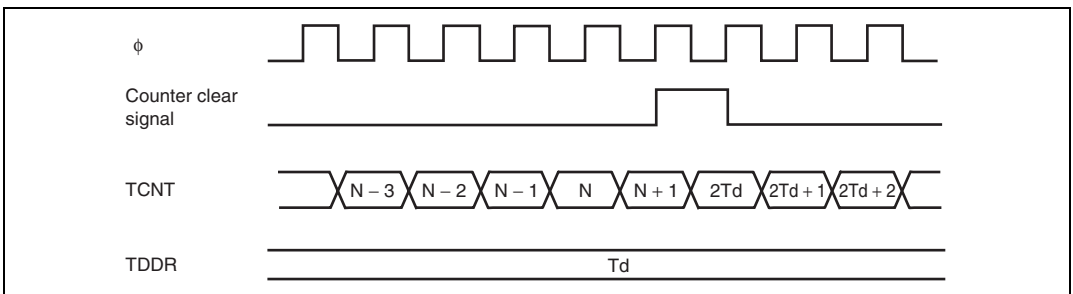 ϕ
Counter clear
signal
TCNT N – 3 N – 2 N – 1 N N + 1 2Td 2Td + 1 2Td + 2
TDDR Td